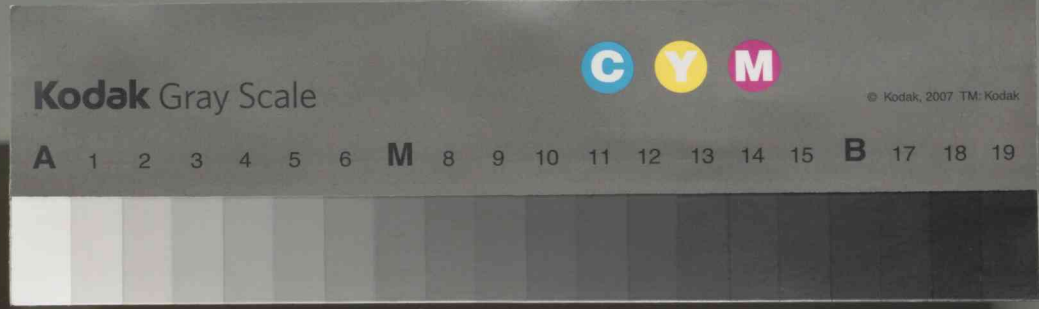 C Y M
Kodak Gray Scale
© Kodak, 2007 TM: Kodak
A 1 2 3 4 5 6 M 8 9 10 11 12 13 14 15 B 17 18 19